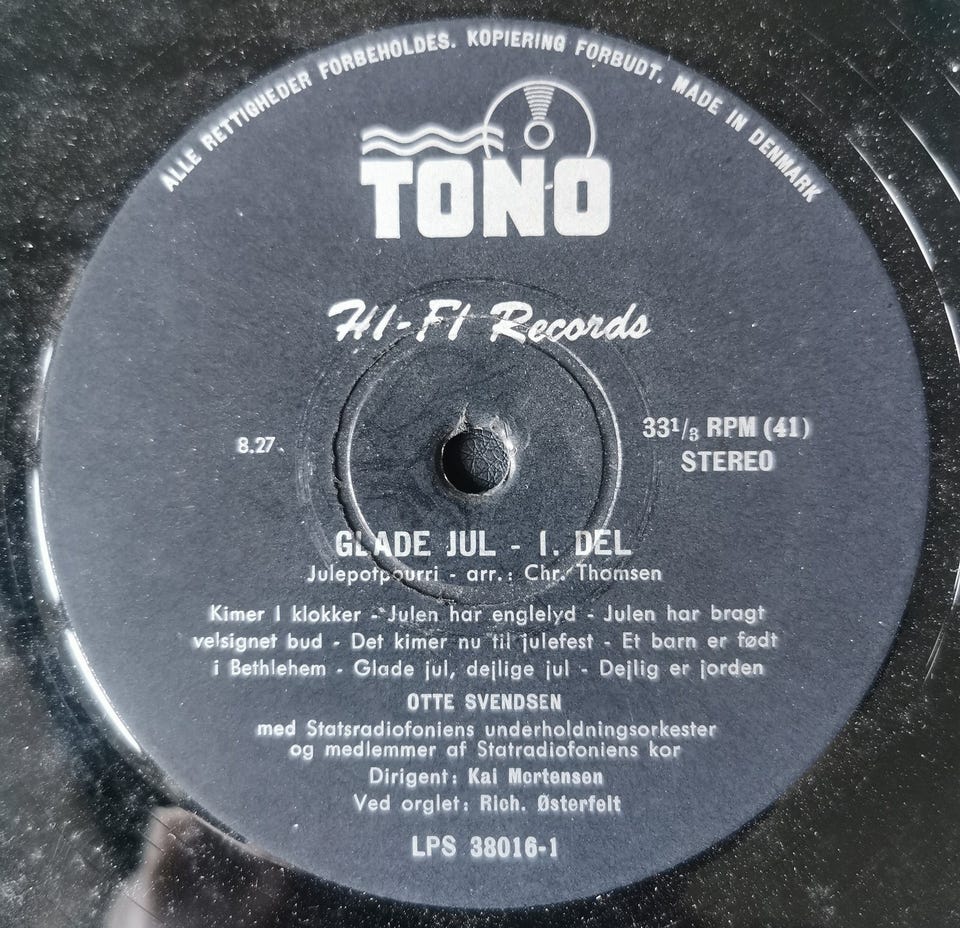 ALLE RETTIGHEDER FORBEHOLDES. KOPIERING FORBUDT. MADE IN DENMARK
TONO
HI-FI Records
8.27.
33 1/3 RPM (41)
STEREO
GLADE JUL - I. DEL
Julepotpourri - arr.: Chr. Thomsen
Kimer I klokker - Julen har englelyd - Julen har bragt
velsignet bud - Det kimer nu til julefest - Et barn er født
i Bethlehem - Glade jul, dejlige jul - Dejlig er jorden
OTTE SVENDSEN
med Statsradiofoniens underholdningsorkester
og medlemmer af Statradiofoniens kor
Dirigent: Kai Mortensen
Ved orglet: Rich. Østerfelt
LPS 38016-1